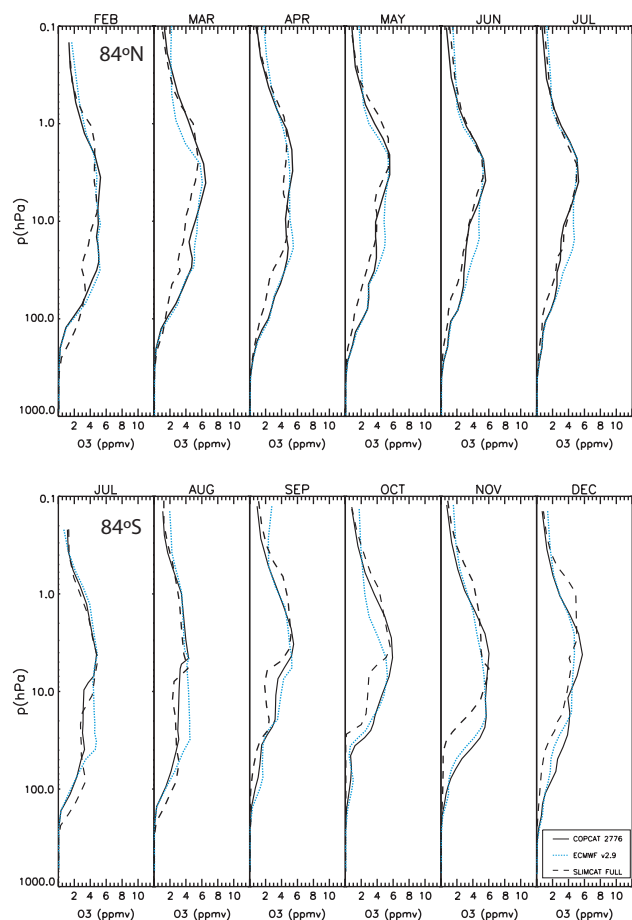 FEB MAR APR MAY JUN JUL
84°N
0.1
1.0
10.0
100.0
1000.0
p(hPa)
2 4 6 8 10 2 4 6 8 10 2 4 6 8 10 2 4 6 8 10 2 4 6 8 10 2 4 6 8 10
O3 (ppmv) O3 (ppmv) O3 (ppmv) O3 (ppmv) O3 (ppmv) O3 (ppmv)
JUL AUG SEP OCT NOV DEC
84°S
0.1
1.0
10.0
100.0
1000.0
p(hPa)
COPCAT 2776
ECMWF v2.9
SLIMCAT FULL
2 4 6 8 10 2 4 6 8 10 2 4 6 8 10 2 4 6 8 10 2 4 6 8 10 2 4 6 8 10
O3 (ppmv) O3 (ppmv) O3 (ppmv) O3 (ppmv) O3 (ppmv) O3 (ppmv)